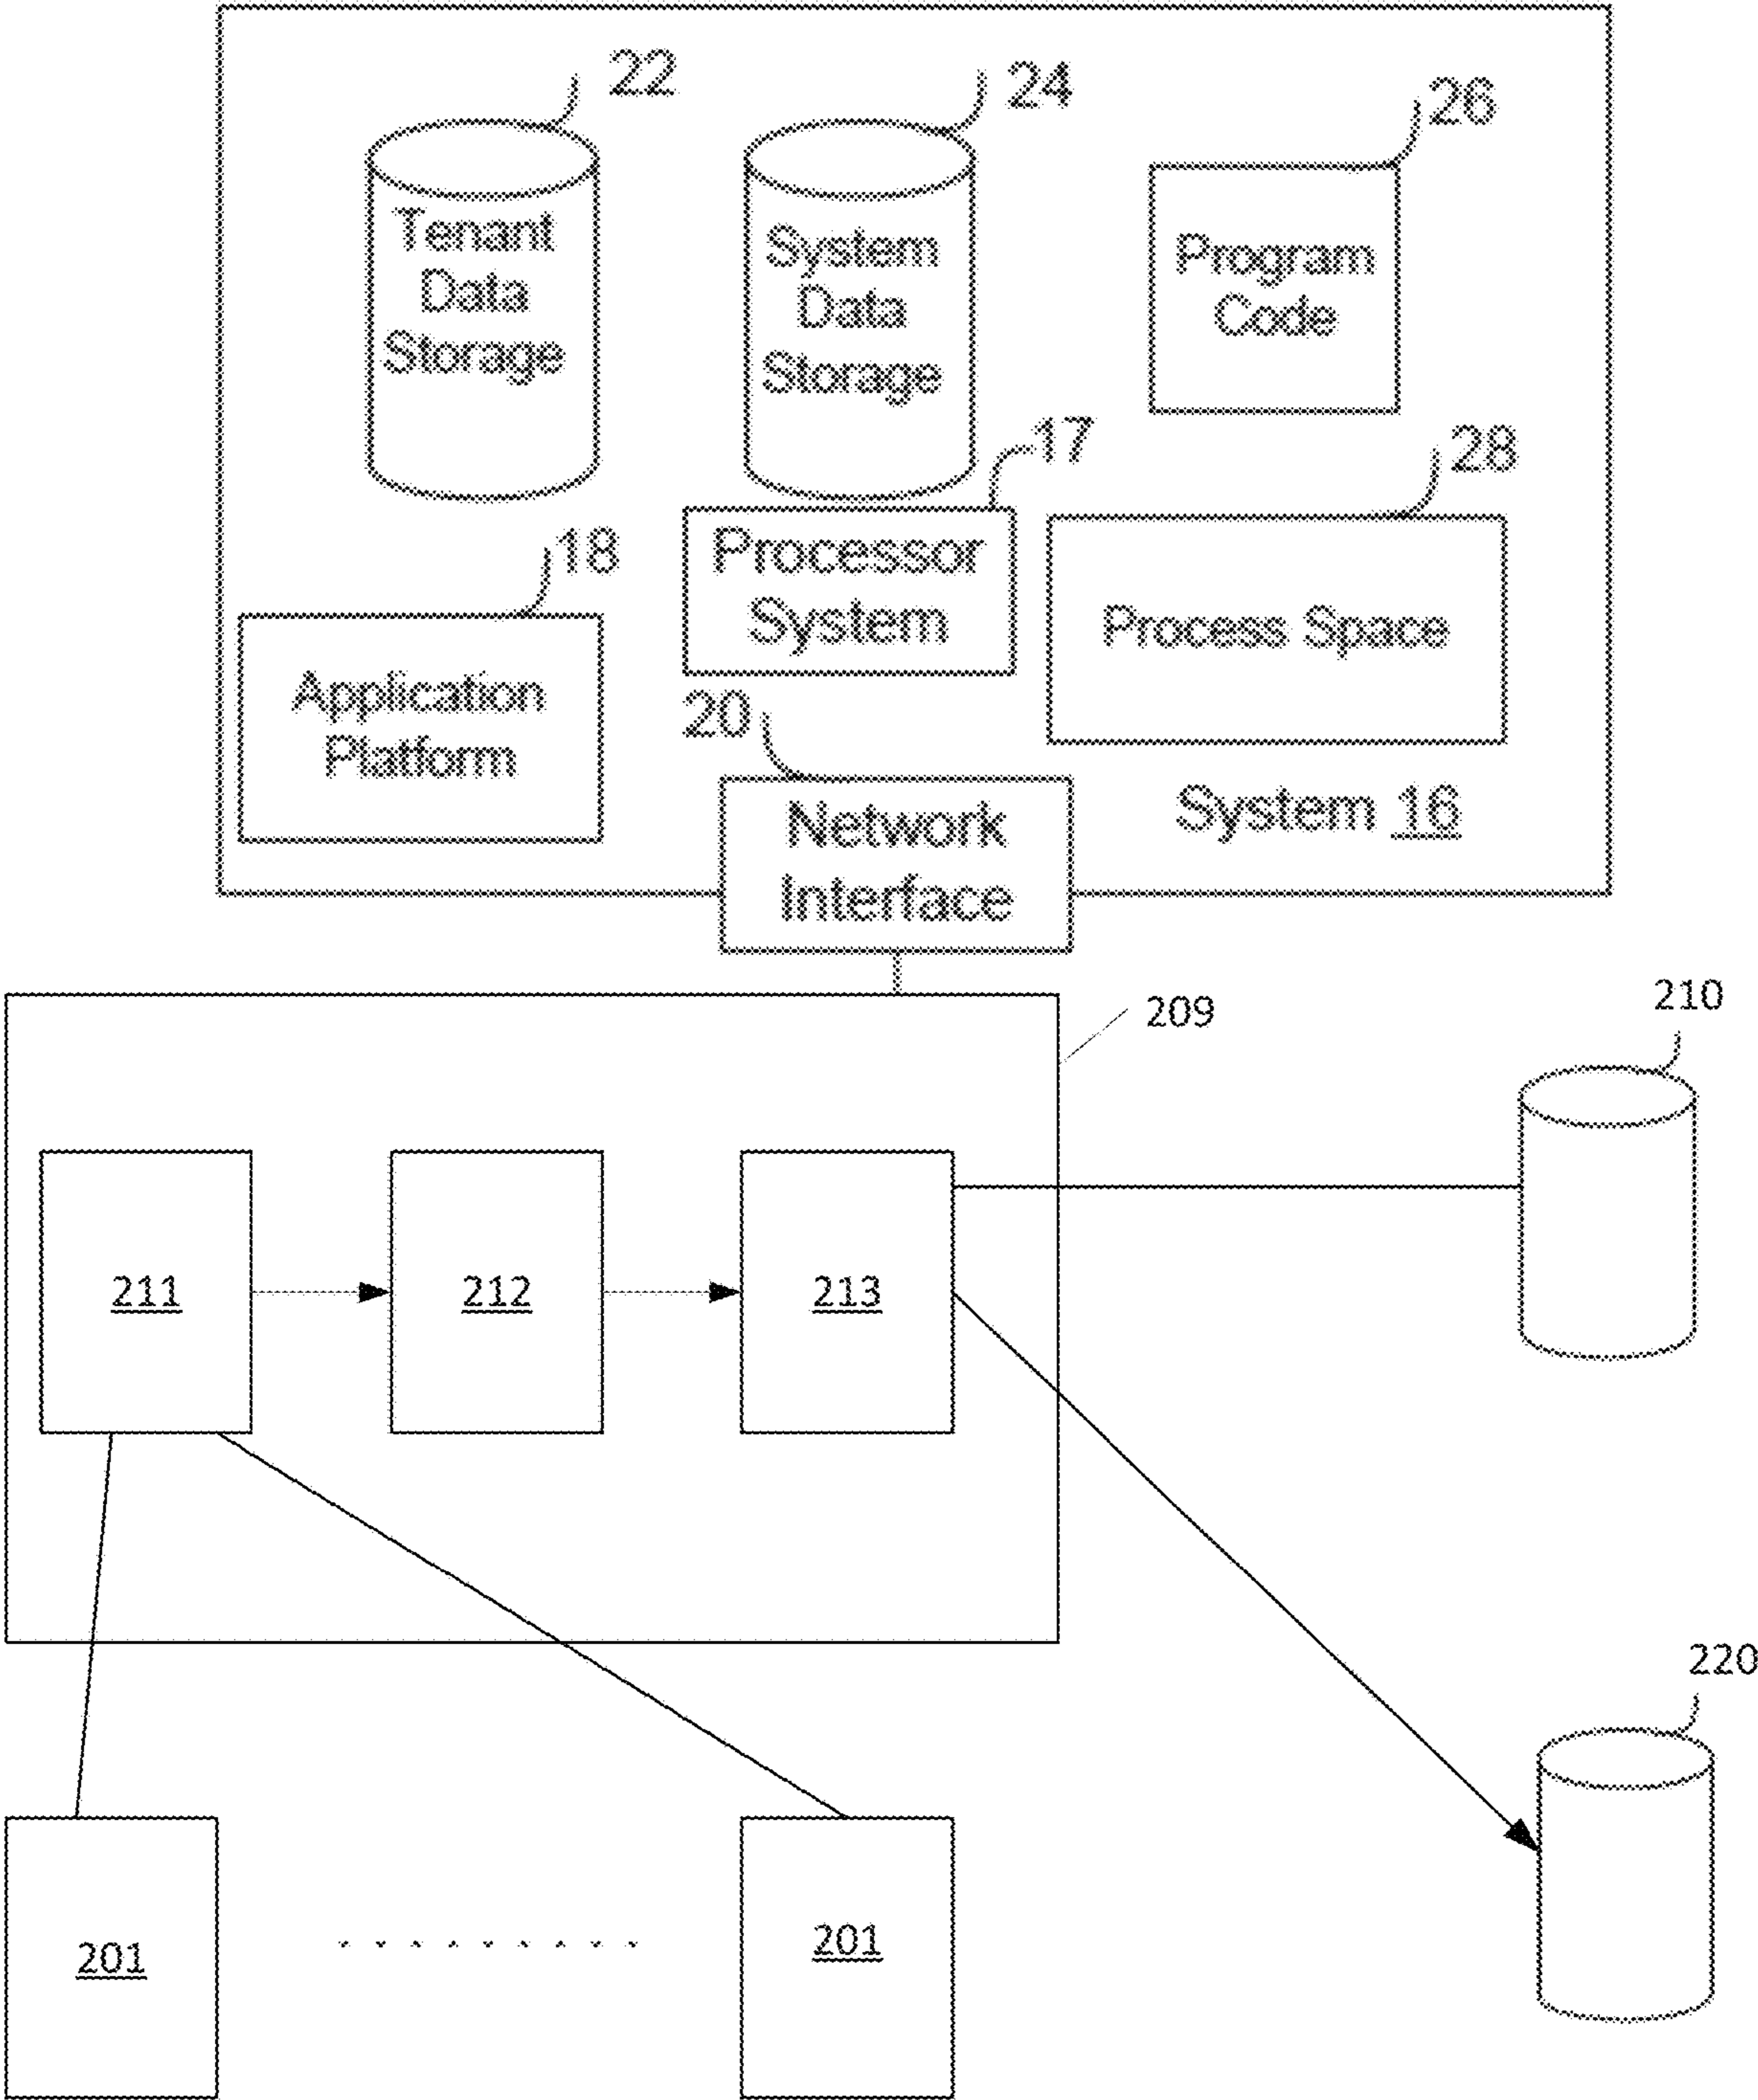 22
24
26
Tenant
Data
Storage
System
Data
Storage
Program
Code
17
28
18
Processor
System
Process Space
Application
Platform
20
Network
Interface
System 16
209
210
211
212
213
220
201
201